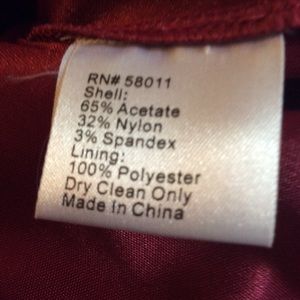 RN# 58011
Shell:
65% Acetate
32% Nylon
3% Spandex
Lining:
100% Polyester
Dry Clean Only
Made In China